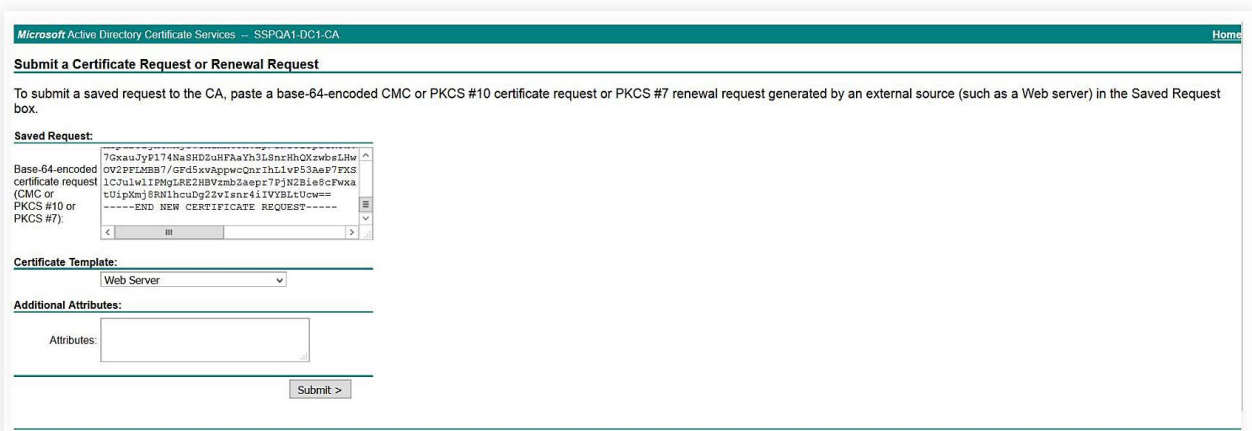 Microsoft Active Directory Certificate Services -- SSPQA1-DC1-CA
Home
Submit a Certificate Request or Renewal Request
To submit a saved request to the CA, paste a base-64-encoded CMC or PKCS #10 certificate request or PKCS #7 renewal request generated by an external source (such as a Web server) in the Saved Request
box.
Saved Request:
Base-64-encoded
certificate request
(CMC or
PKCS #10 or
PKCS #7):
7GxauJyP174NaSHDZuHFAaYh3LSnrHhQXzwbsLHw
OV2PFLMBB7/GFd5xvAppwcQnrIhL1vP53AeP7FXS
lCJulwlIPMgLRE2HBVzmbZaepr7PjN2Bie8cFwxa
tUipXmj8RN1hcuDg2ZvIsnr4iIVYBLtUcw==
-----END NEW CERTIFICATE REQUEST-----
Certificate Template:
Web Server
Additional Attributes:
Attributes:
Submit >